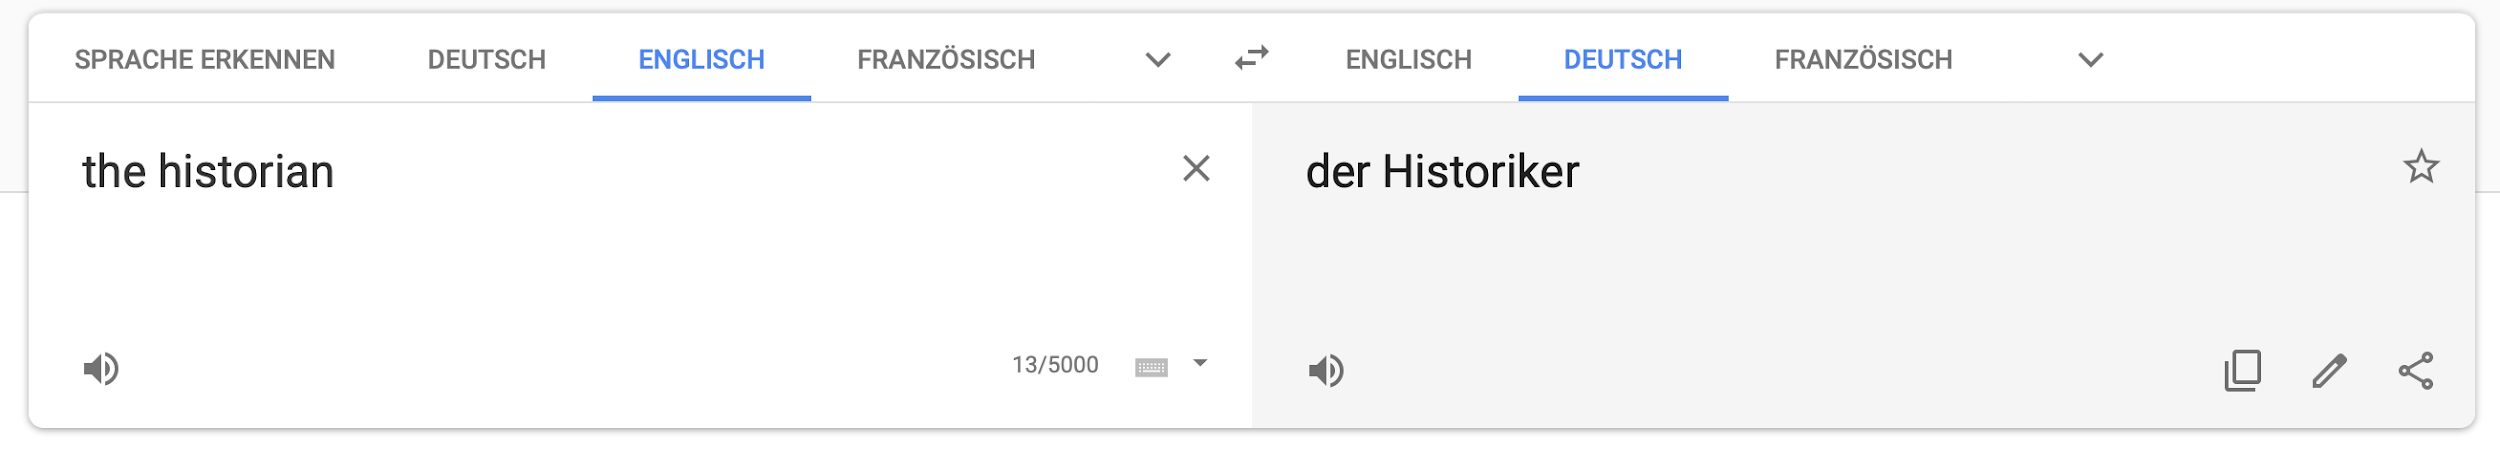 SPRACHE ERKENNEN DEUTSCH ENGLISCH FRANZÖSISCH ENGLISCH DEUTSCH FRANZÖSISCH
the historian
der Historiker
13/5000